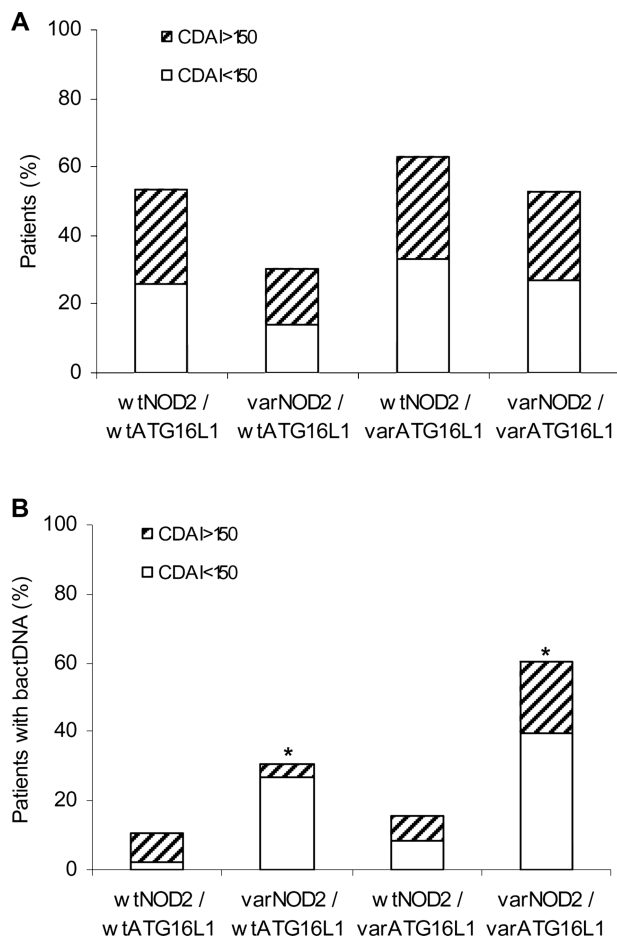 A
100
80
60
40
20
0
Patients (%)
CDAI>150
CDAI<150
wtNOD2 / varNOD2 / wtNOD2 / varNOD2 /
wtATG16L1 wtATG16L1 varATG16L1 varATG16L1
B
100
80
60
40
20
0
Patients with bactDNA (%)
CDAI>150
CDAI<150
*
*
wtNOD2 / varNOD2 / wtNOD2 / varNOD2 /
wtATG16L1 wtATG16L1 varATG16L1 varATG16L1